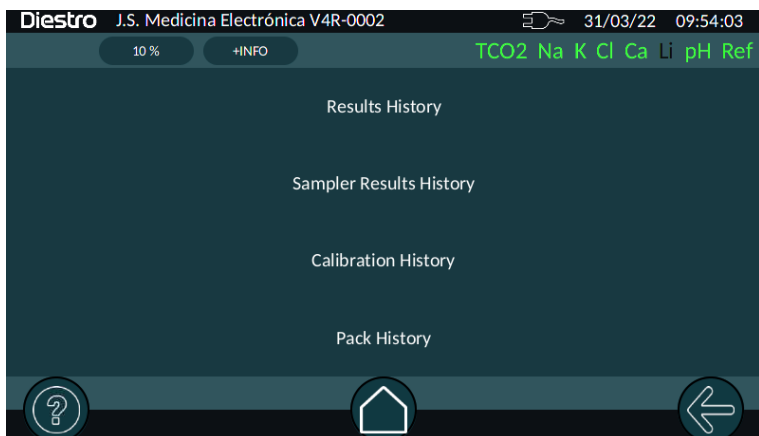 Diestro J.S. Medicina Electrónica V4R-0002 31/03/22 09:54:03
10 % +INFO TCO2 Na K Cl Ca Li pH Ref
Results History
Sampler Results History
Calibration History
Pack History
?